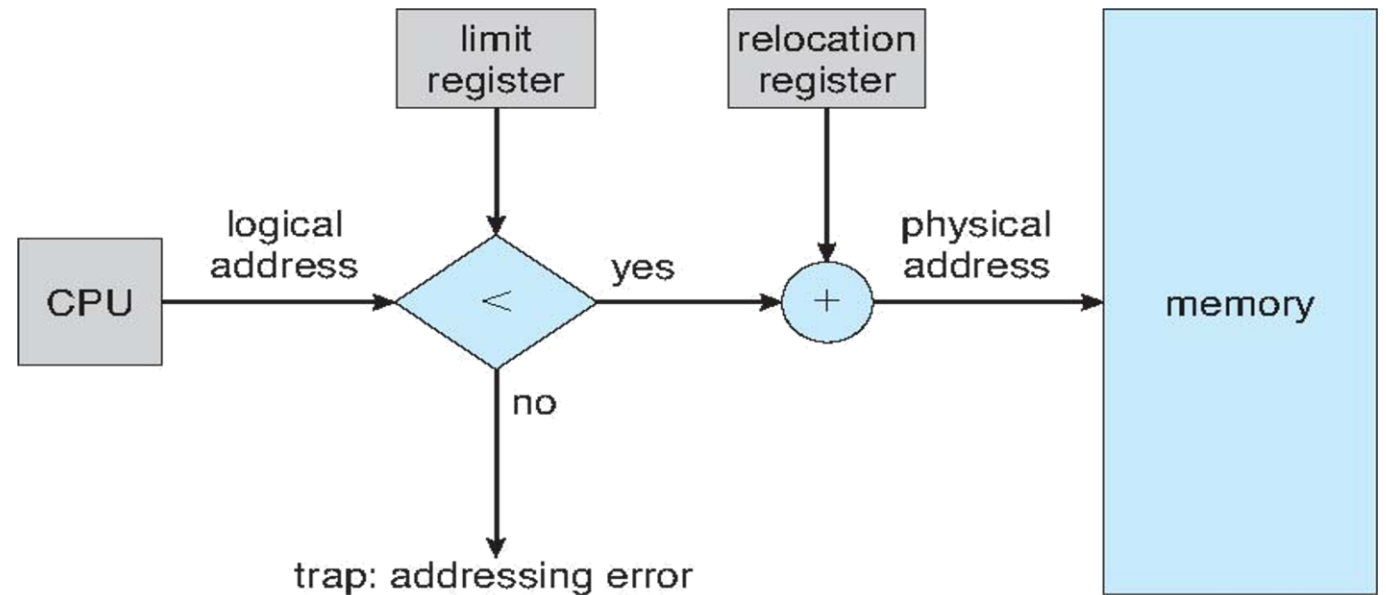 limit
register
relocation
register
logical
address
physical
address
CPU
<
yes
+
memory
no
trap: addressing error